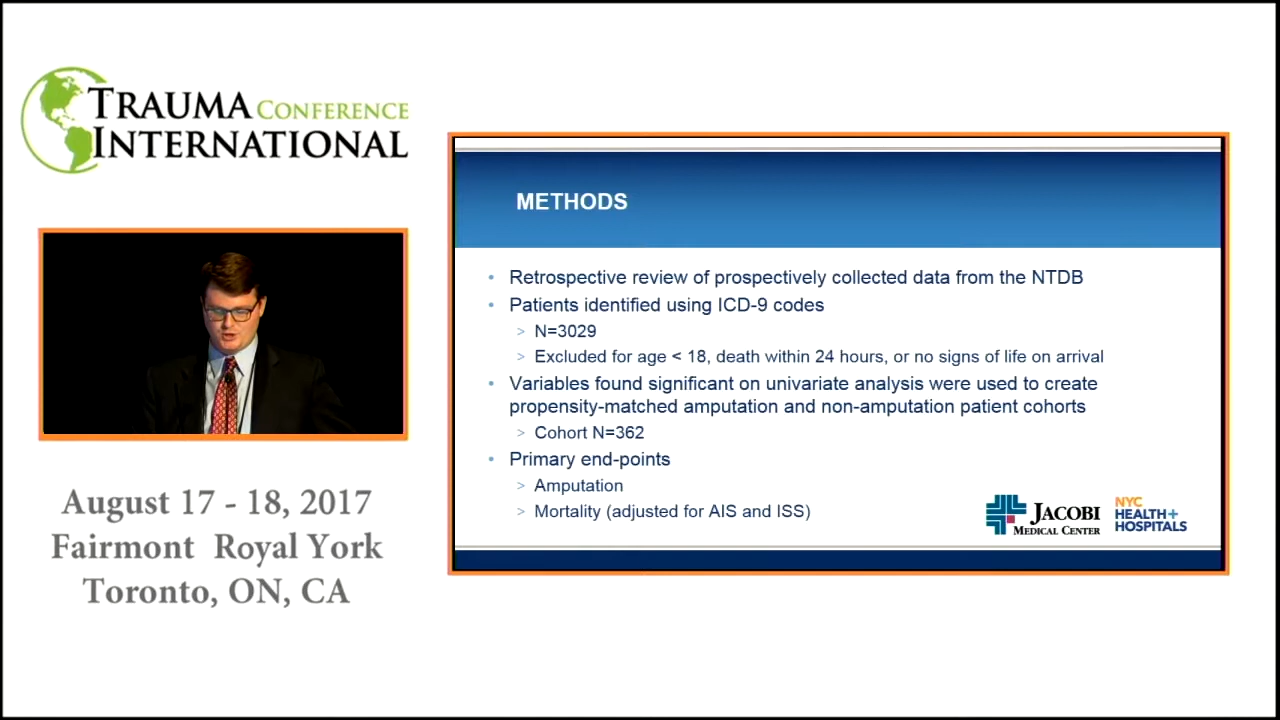 TRAUMA CONFERENCE
INTERNATIONAL
August 17 - 18, 2017
Fairmont Royal York
Toronto, ON, CA
METHODS
• Retrospective review of prospectively collected data from the NTDB
• Patients identified using ICD-9 codes
> N=3029
> Excluded for age < 18, death within 24 hours, or no signs of life on arrival
• Variables found significant on univariate analysis were used to create
propensity-matched amputation and non-amputation patient cohorts
> Cohort N=362
• Primary end-points
> Amputation
> Mortality (adjusted for AIS and ISS)
JACOBI
MEDICAL CENTER
NYC
HEALTH+
HOSPITALS